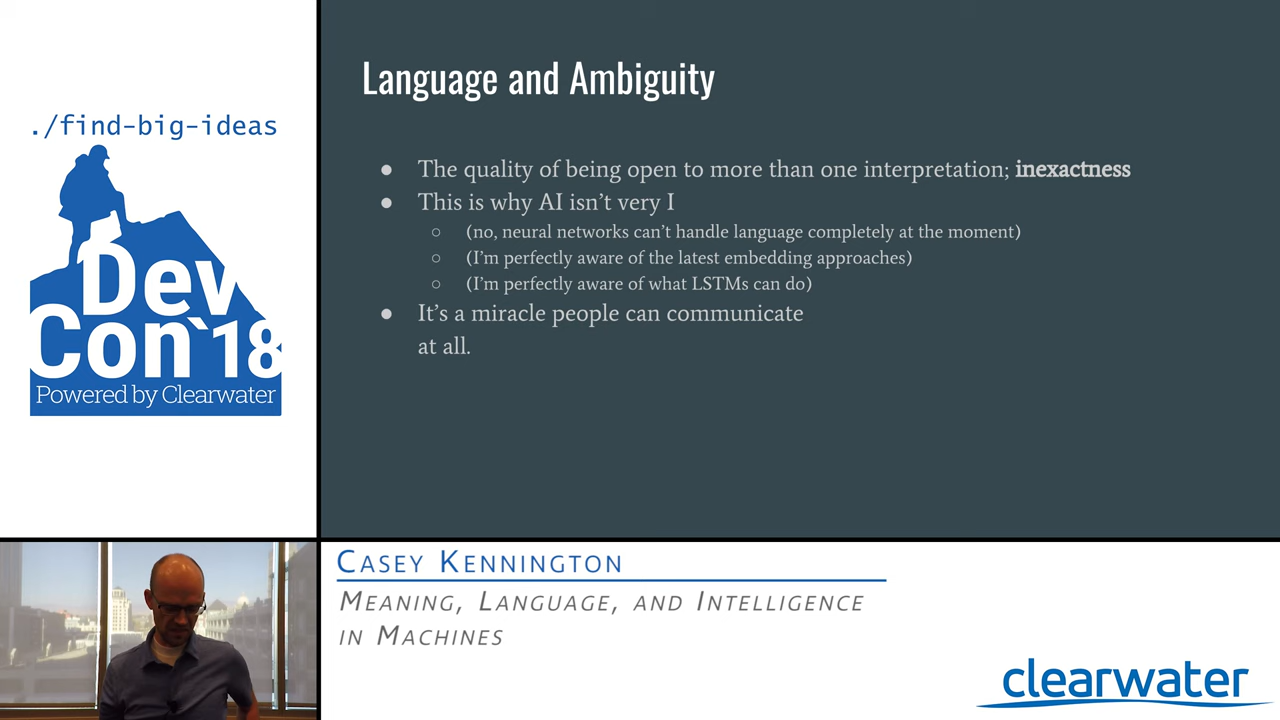 ./find-big-ideas
Dev
Con`18
Powered by Clearwater
Language and Ambiguity
● The quality of being open to more than one interpretation; inexactness
● This is why AI isn't very I
○ (no, neural networks can't handle language completely at the moment)
○ (I'm perfectly aware of the latest embedding approaches)
○ (I'm perfectly aware of what LSTMs can do)
● It's a miracle people can communicate
at all.
Casey Kennington
Meaning, Language, and Intelligence
in Machines
clearwater